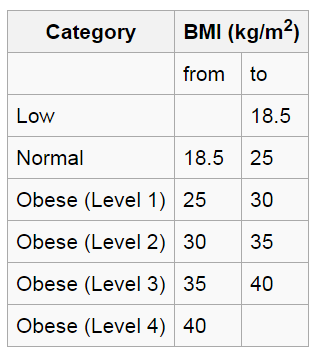 Category BMI (kg/m²)
from to
Low 18.5
Normal 18.5 25
Obese (Level 1) 25 30
Obese (Level 2) 30 35
Obese (Level 3) 35 40
Obese (Level 4) 40